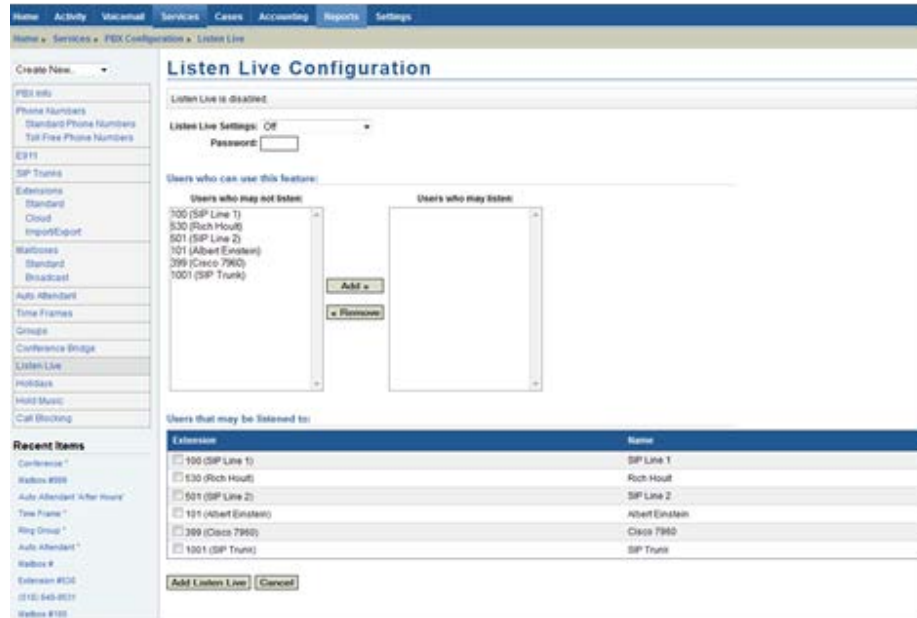 Home Activity Voicemail Services Cases Accounting Reports Settings
Home » Services » PBX Configuration » Listen Live
Create New...
Listen Live Configuration
PBX Info
Listen Live is disabled.
Phone Numbers
Standard Phone Numbers
Toll Free Phone Numbers
Listen Live Settings: Off
Password:
E911
SIP Trunks
Users who can use this feature:
Extensions
Standard
Cloud
Import/Export
Users who may not listen:
Users who may listen:
100 (SIP Line 1)
530 (Rich Hoult)
501 (SIP Line 2)
101 (Albert Einstein)
399 (Cisco 7960)
1001 (SIP Trunk)
Mailboxes
Standard
Broadcast
Add »
« Remove
Auto Attendant
Time Frames
Groups
Conference Bridge
Listen Live
Holidays
Hold Music
Call Blocking
Users that may be listened to:
Extension Name
100 (SIP Line 1) SIP Line 1
530 (Rich Hoult) Rich Hoult
501 (SIP Line 2) SIP Line 2
101 (Albert Einstein) Albert Einstein
399 (Cisco 7960) Cisco 7960
1001 (SIP Trunk) SIP Trunk
Add Listen Live Cancel
Recent Items
Conference "
Mailbox
Auto Attendant 'After Hours'
Time Frame "
Ring Group "
Auto Attendant "
Mailbox #
Extension #530
Mailbox #100